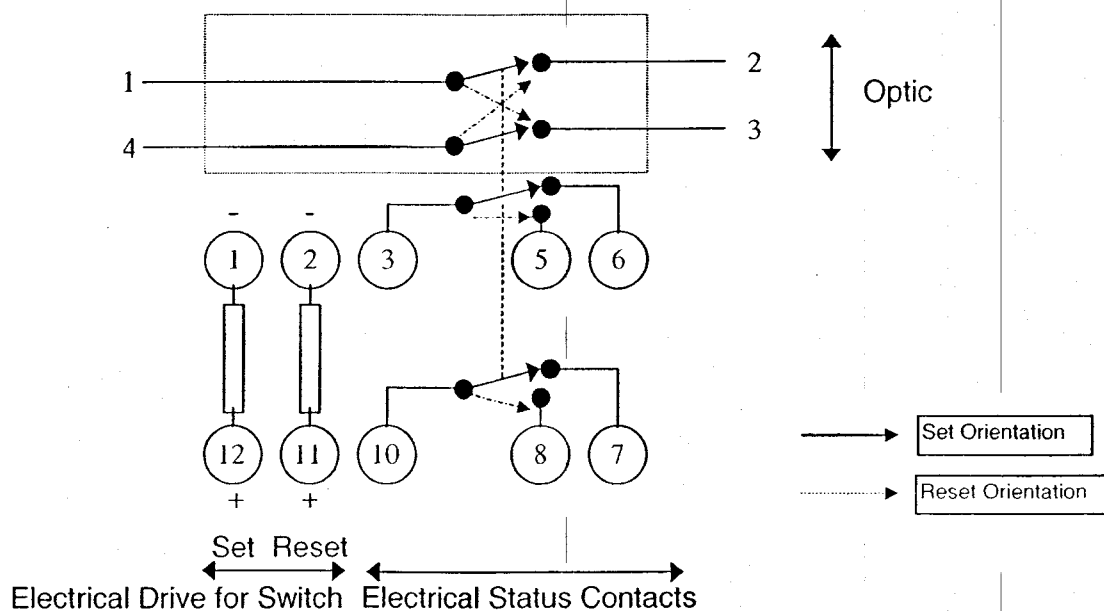 1
2
Optic
4
3
- -
1 2 3 5 6
12 11 10 8 7
+ +
Set Orientation
Reset Orientation
Set Reset
Electrical Drive for Switch Electrical Status Contacts